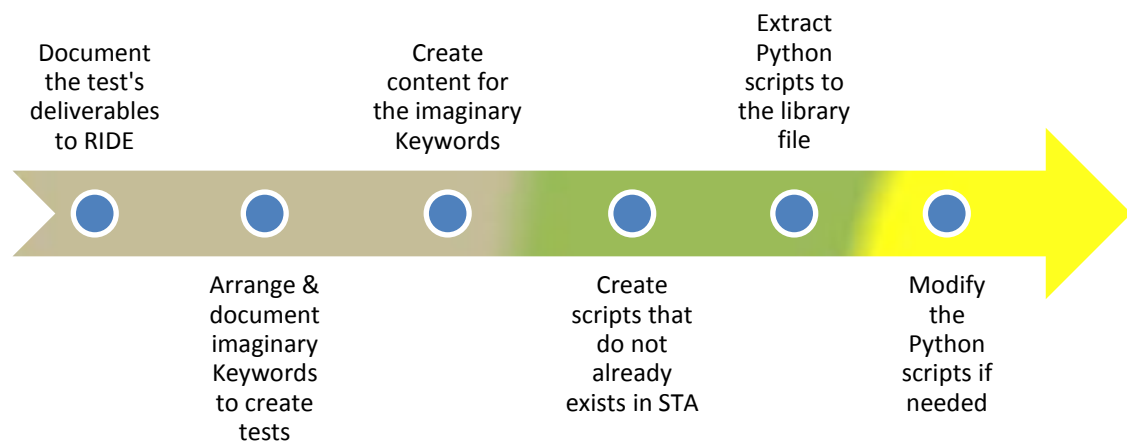 Document
the test's
deliverables
to RIDE
Arrange &
document
imaginary
Keywords
to create
tests
Create
content for
the imaginary
Keywords
Create
scripts that
do not
already
exists in STA
Extract
Python
scripts to
the library
file
Modify
the
Python
scripts if
needed